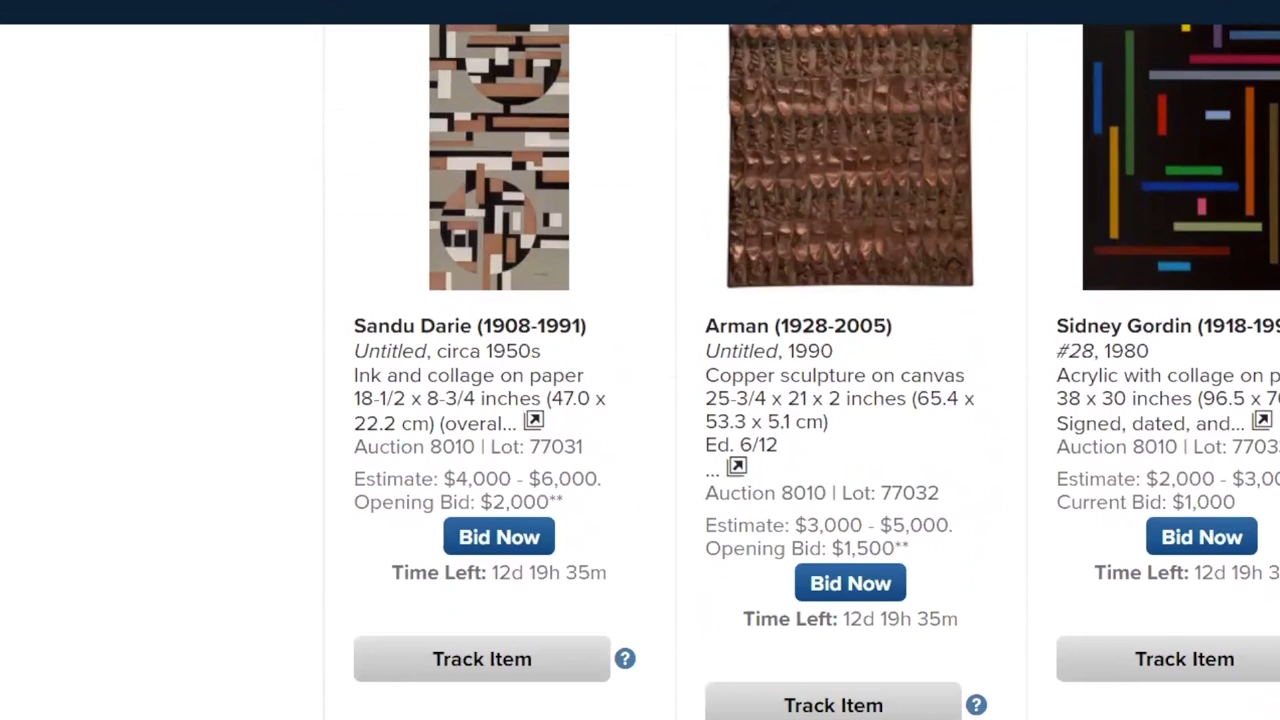 Sandu Darie (1908-1991)
Untitled, circa 1950s
Ink and collage on paper
18-1/2 x 8-3/4 inches (47.0 x
22.2 cm) (overal...
Auction 8010 | Lot: 77031
Estimate: $4,000 - $6,000.
Opening Bid: $2,000**
Bid Now
Time Left: 12d 19h 35m
Track Item ?
Arman (1928-2005)
Untitled, 1990
Copper sculpture on canvas
25-3/4 x 21 x 2 inches (65.4 x
53.3 x 5.1 cm)
Ed. 6/12
...
Auction 8010 | Lot: 77032
Estimate: $3,000 - $5,000.
Opening Bid: $1,500**
Bid Now
Time Left: 12d 19h 35m
Track Item ?
Sidney Gordin (1918-199
#28, 1980
Acrylic with collage on p
38 x 30 inches (96.5 x 7
Signed, dated, and...
Auction 8010 | Lot: 7703
Estimate: $2,000 - $3,00
Current Bid: $1,000
Bid Now
Time Left: 12d 19h 3
Track Item